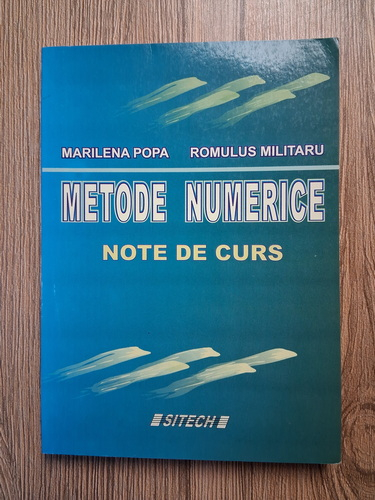 MARILENA POPA ROMULUS MILITARU
METODE NUMERICE
NOTE DE CURS
SITECH